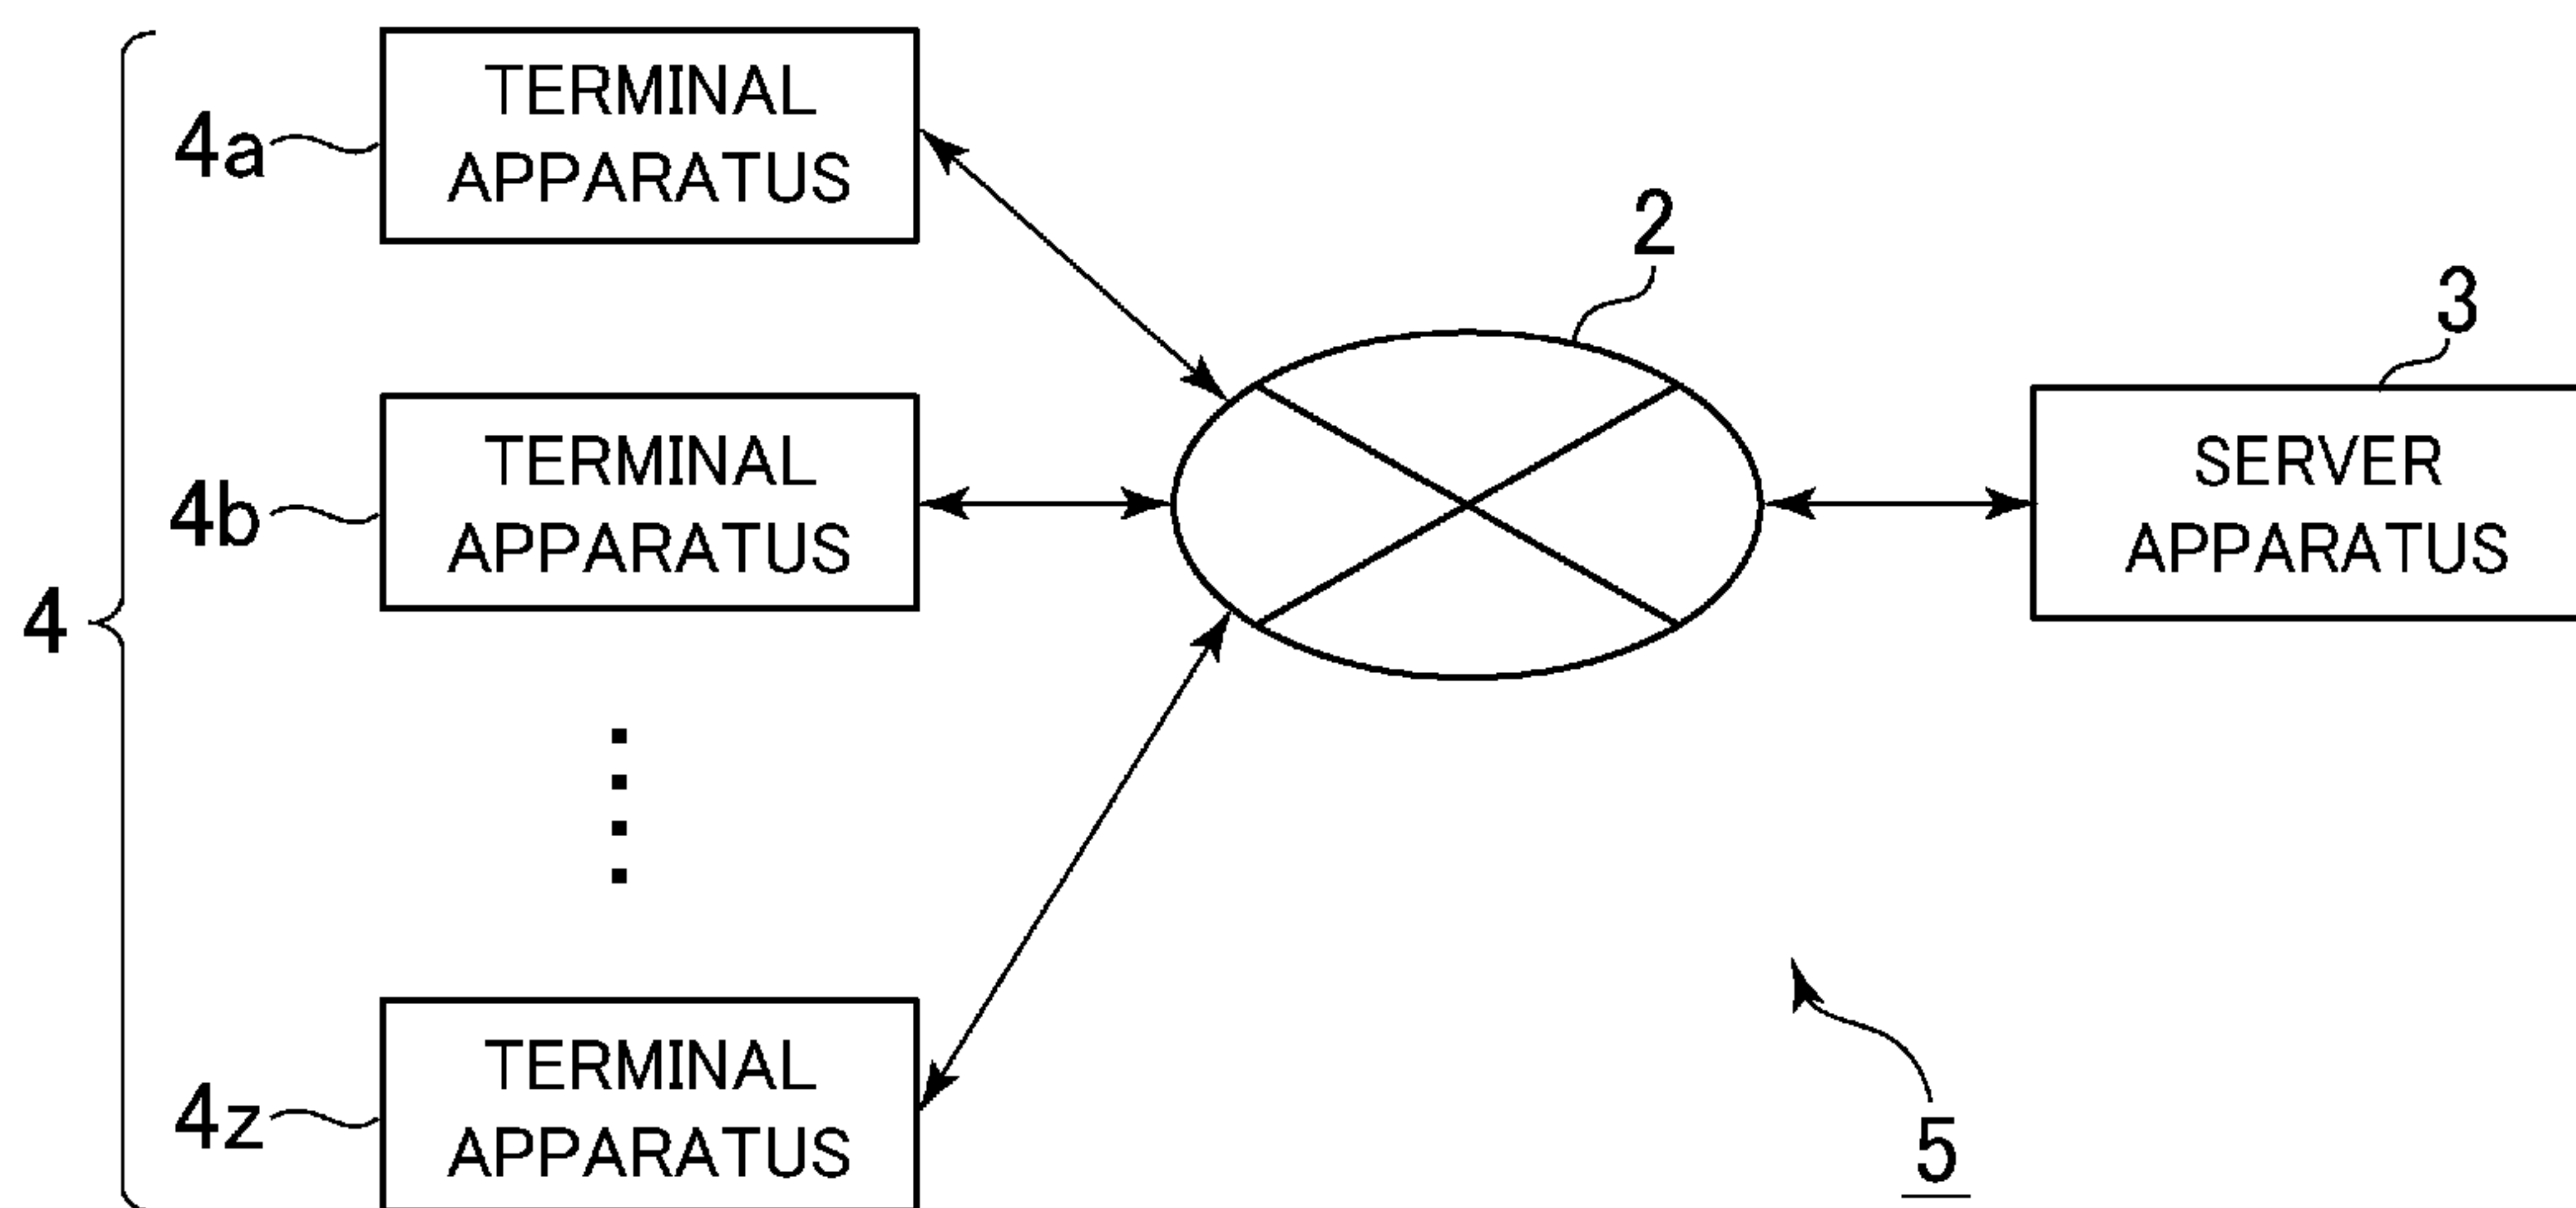 4
4a
TERMINAL
APPARATUS
4b
TERMINAL
APPARATUS
4z
TERMINAL
APPARATUS
2
3
SERVER
APPARATUS
5